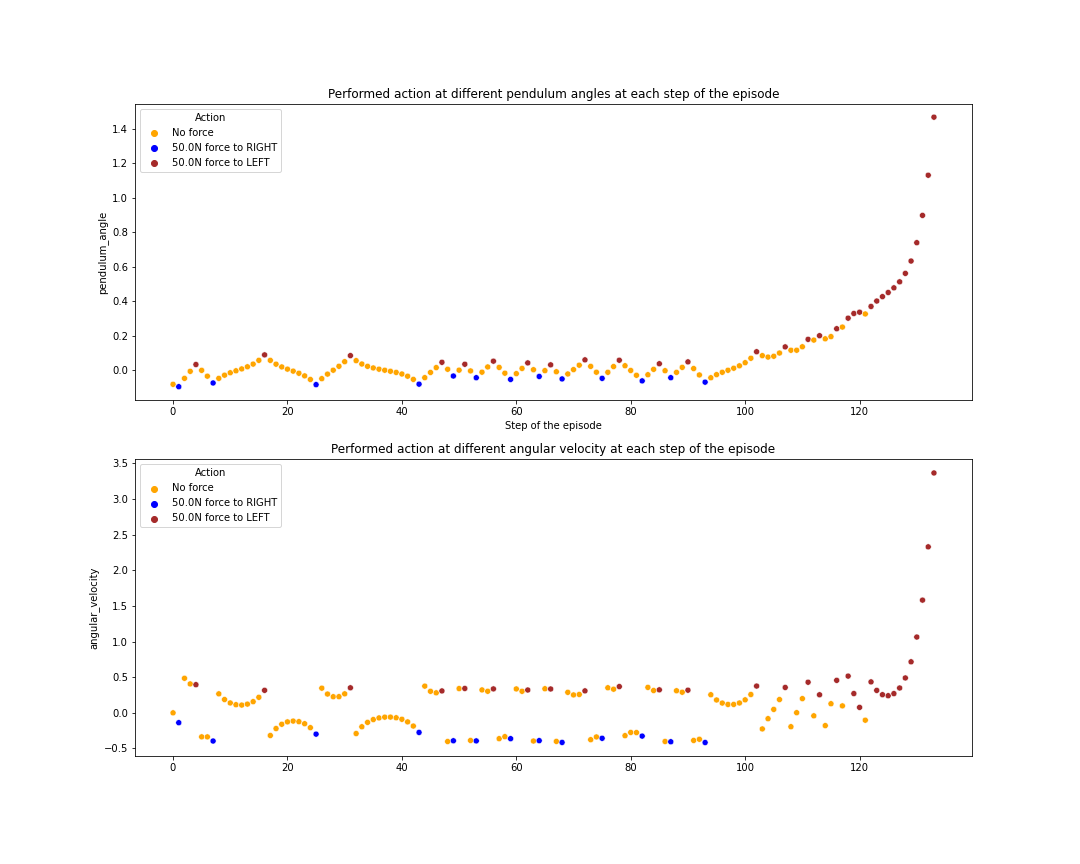 Performed action at different pendulum angles at each step of the episode
Action
No force
50.0N force to RIGHT
50.0N force to LEFT
pendulum_angle
1.4
1.2
1.0
0.8
0.6
0.4
0.2
0.0
0 20 40 60 80 100 120
Step of the episode
Performed action at different angular velocity at each step of the episode
Action
No force
50.0N force to RIGHT
50.0N force to LEFT
angular_velocity
3.5
3.0
2.5
2.0
1.5
1.0
0.5
0.0
−0.5
0 20 40 60 80 100 120